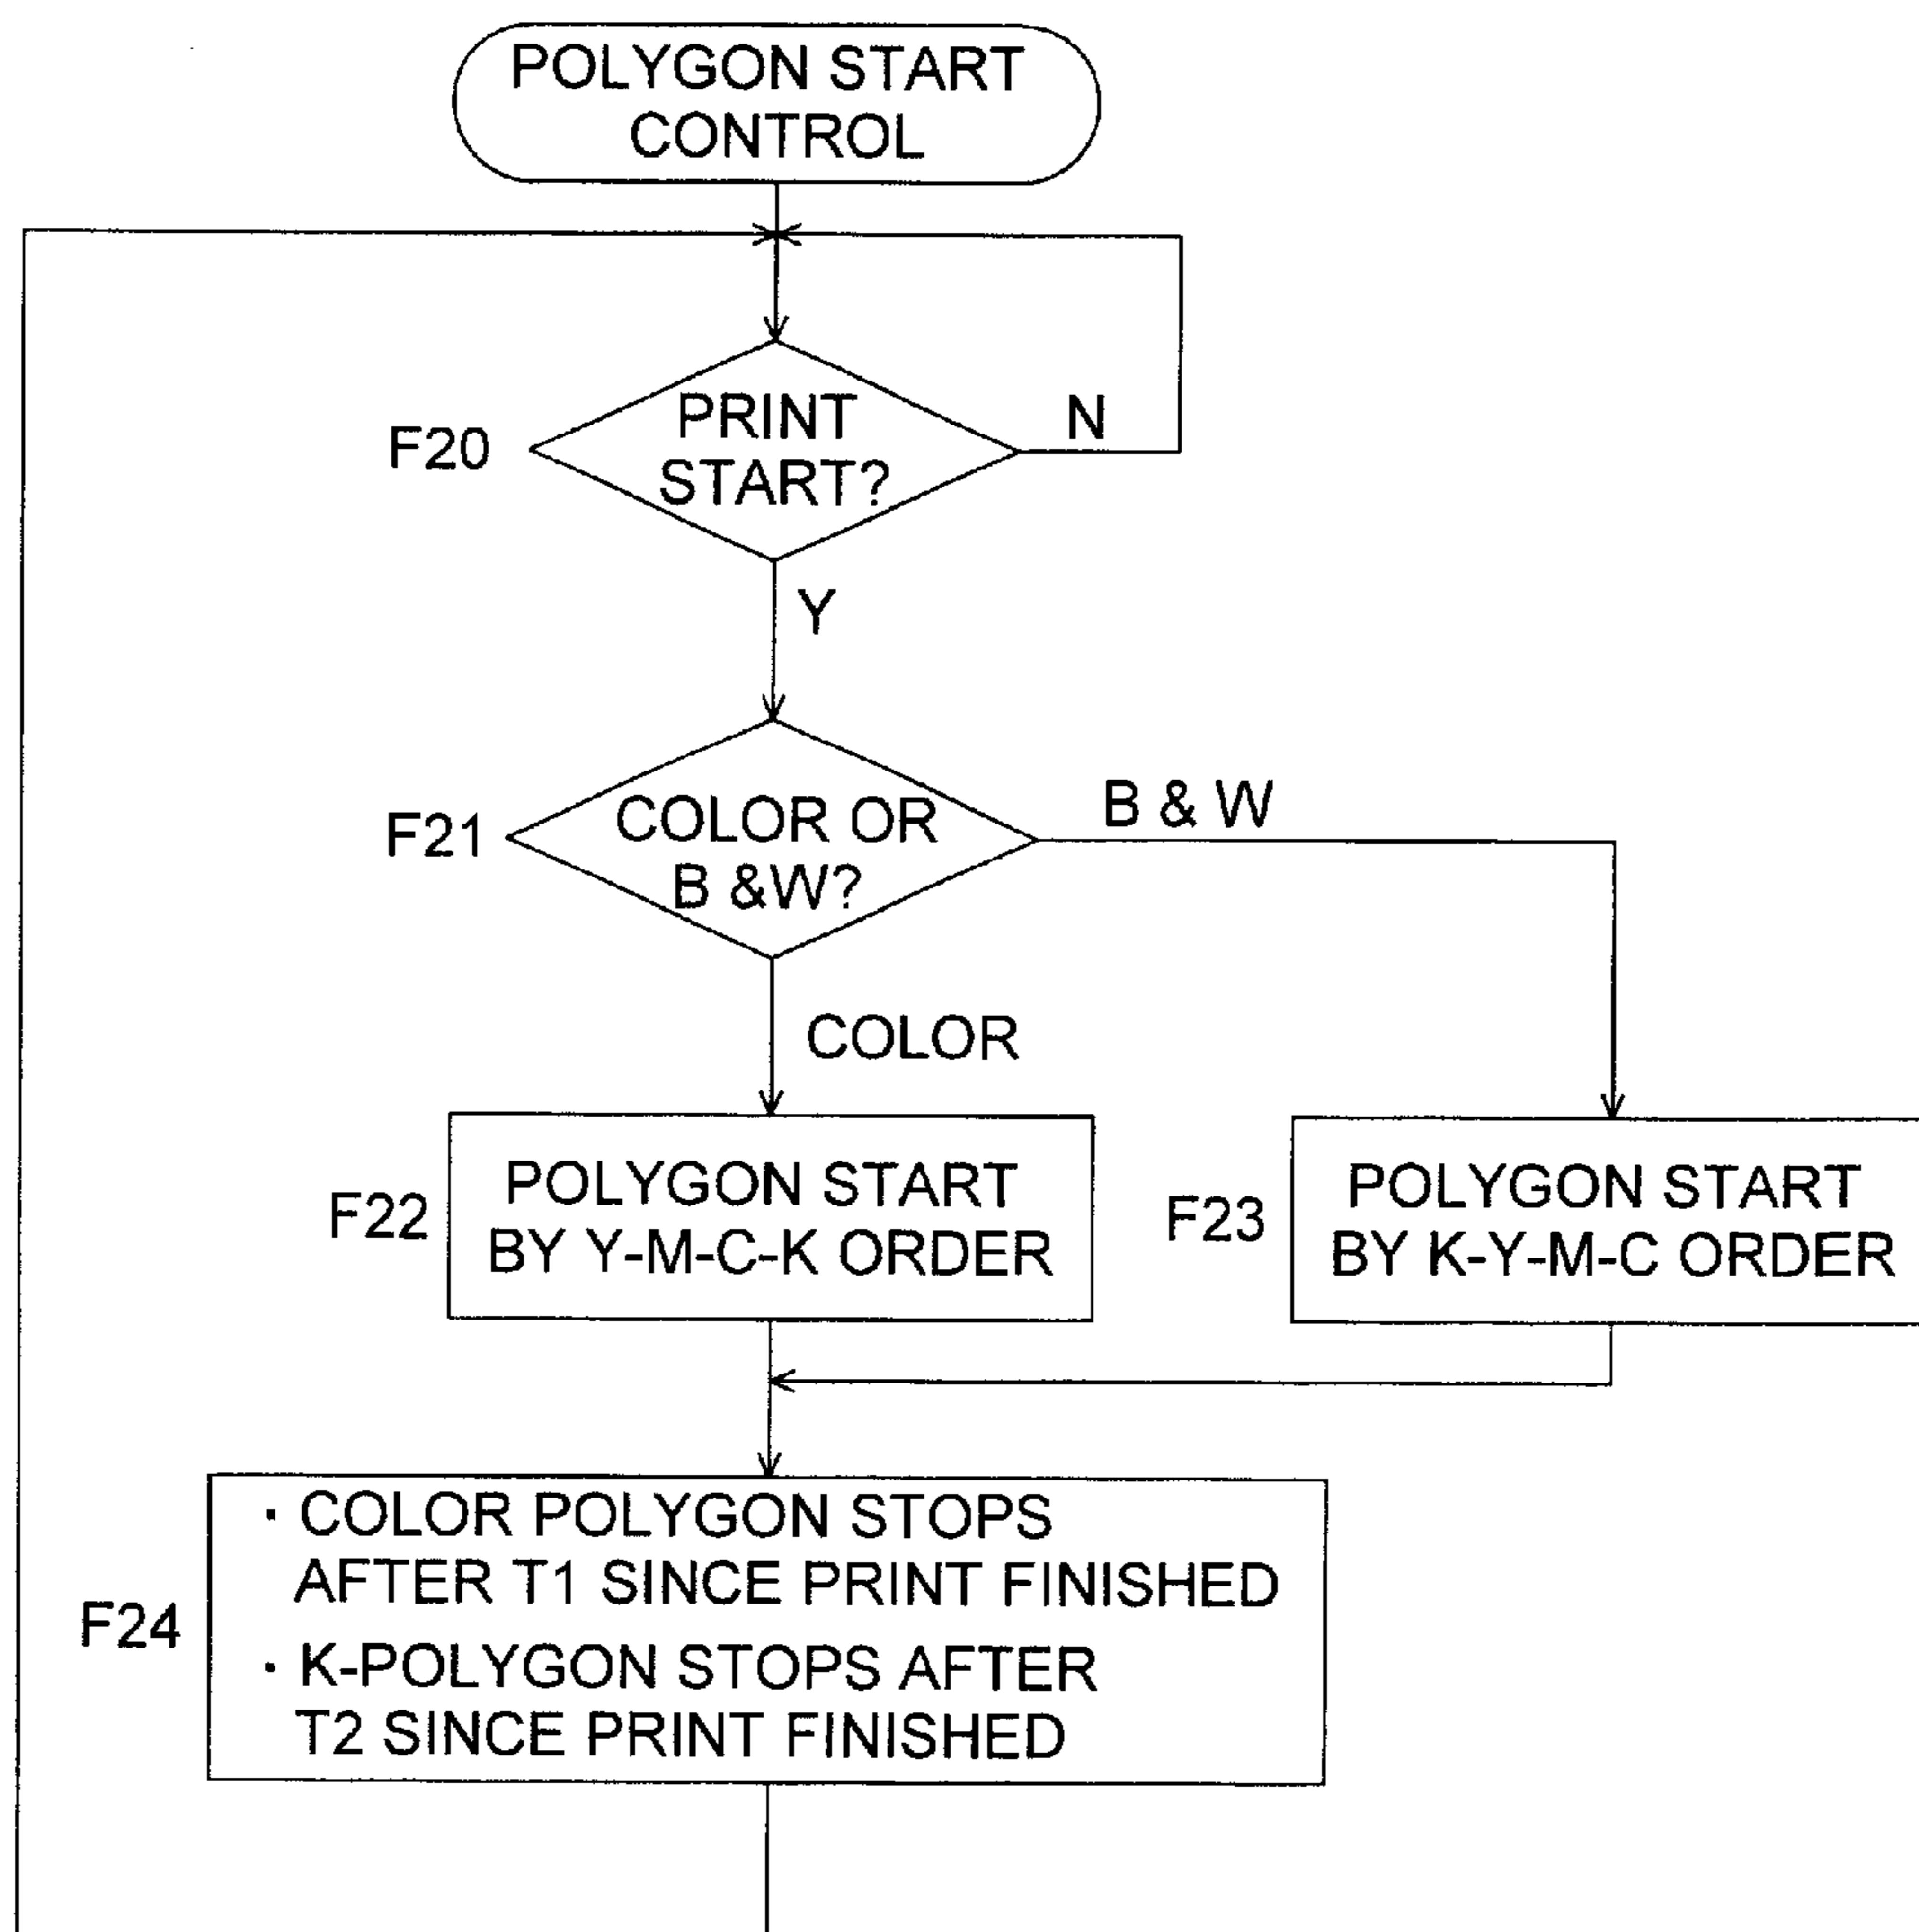 POLYGON START
CONTROL
F20
PRINT
START?
N
Y
F21
COLOR OR
B &W?
B & W
COLOR
F22
POLYGON START
BY Y-M-C-K ORDER
F23
POLYGON START
BY K-Y-M-C ORDER
F24
· COLOR POLYGON STOPS
AFTER T1 SINCE PRINT FINISHED
· K-POLYGON STOPS AFTER
T2 SINCE PRINT FINISHED